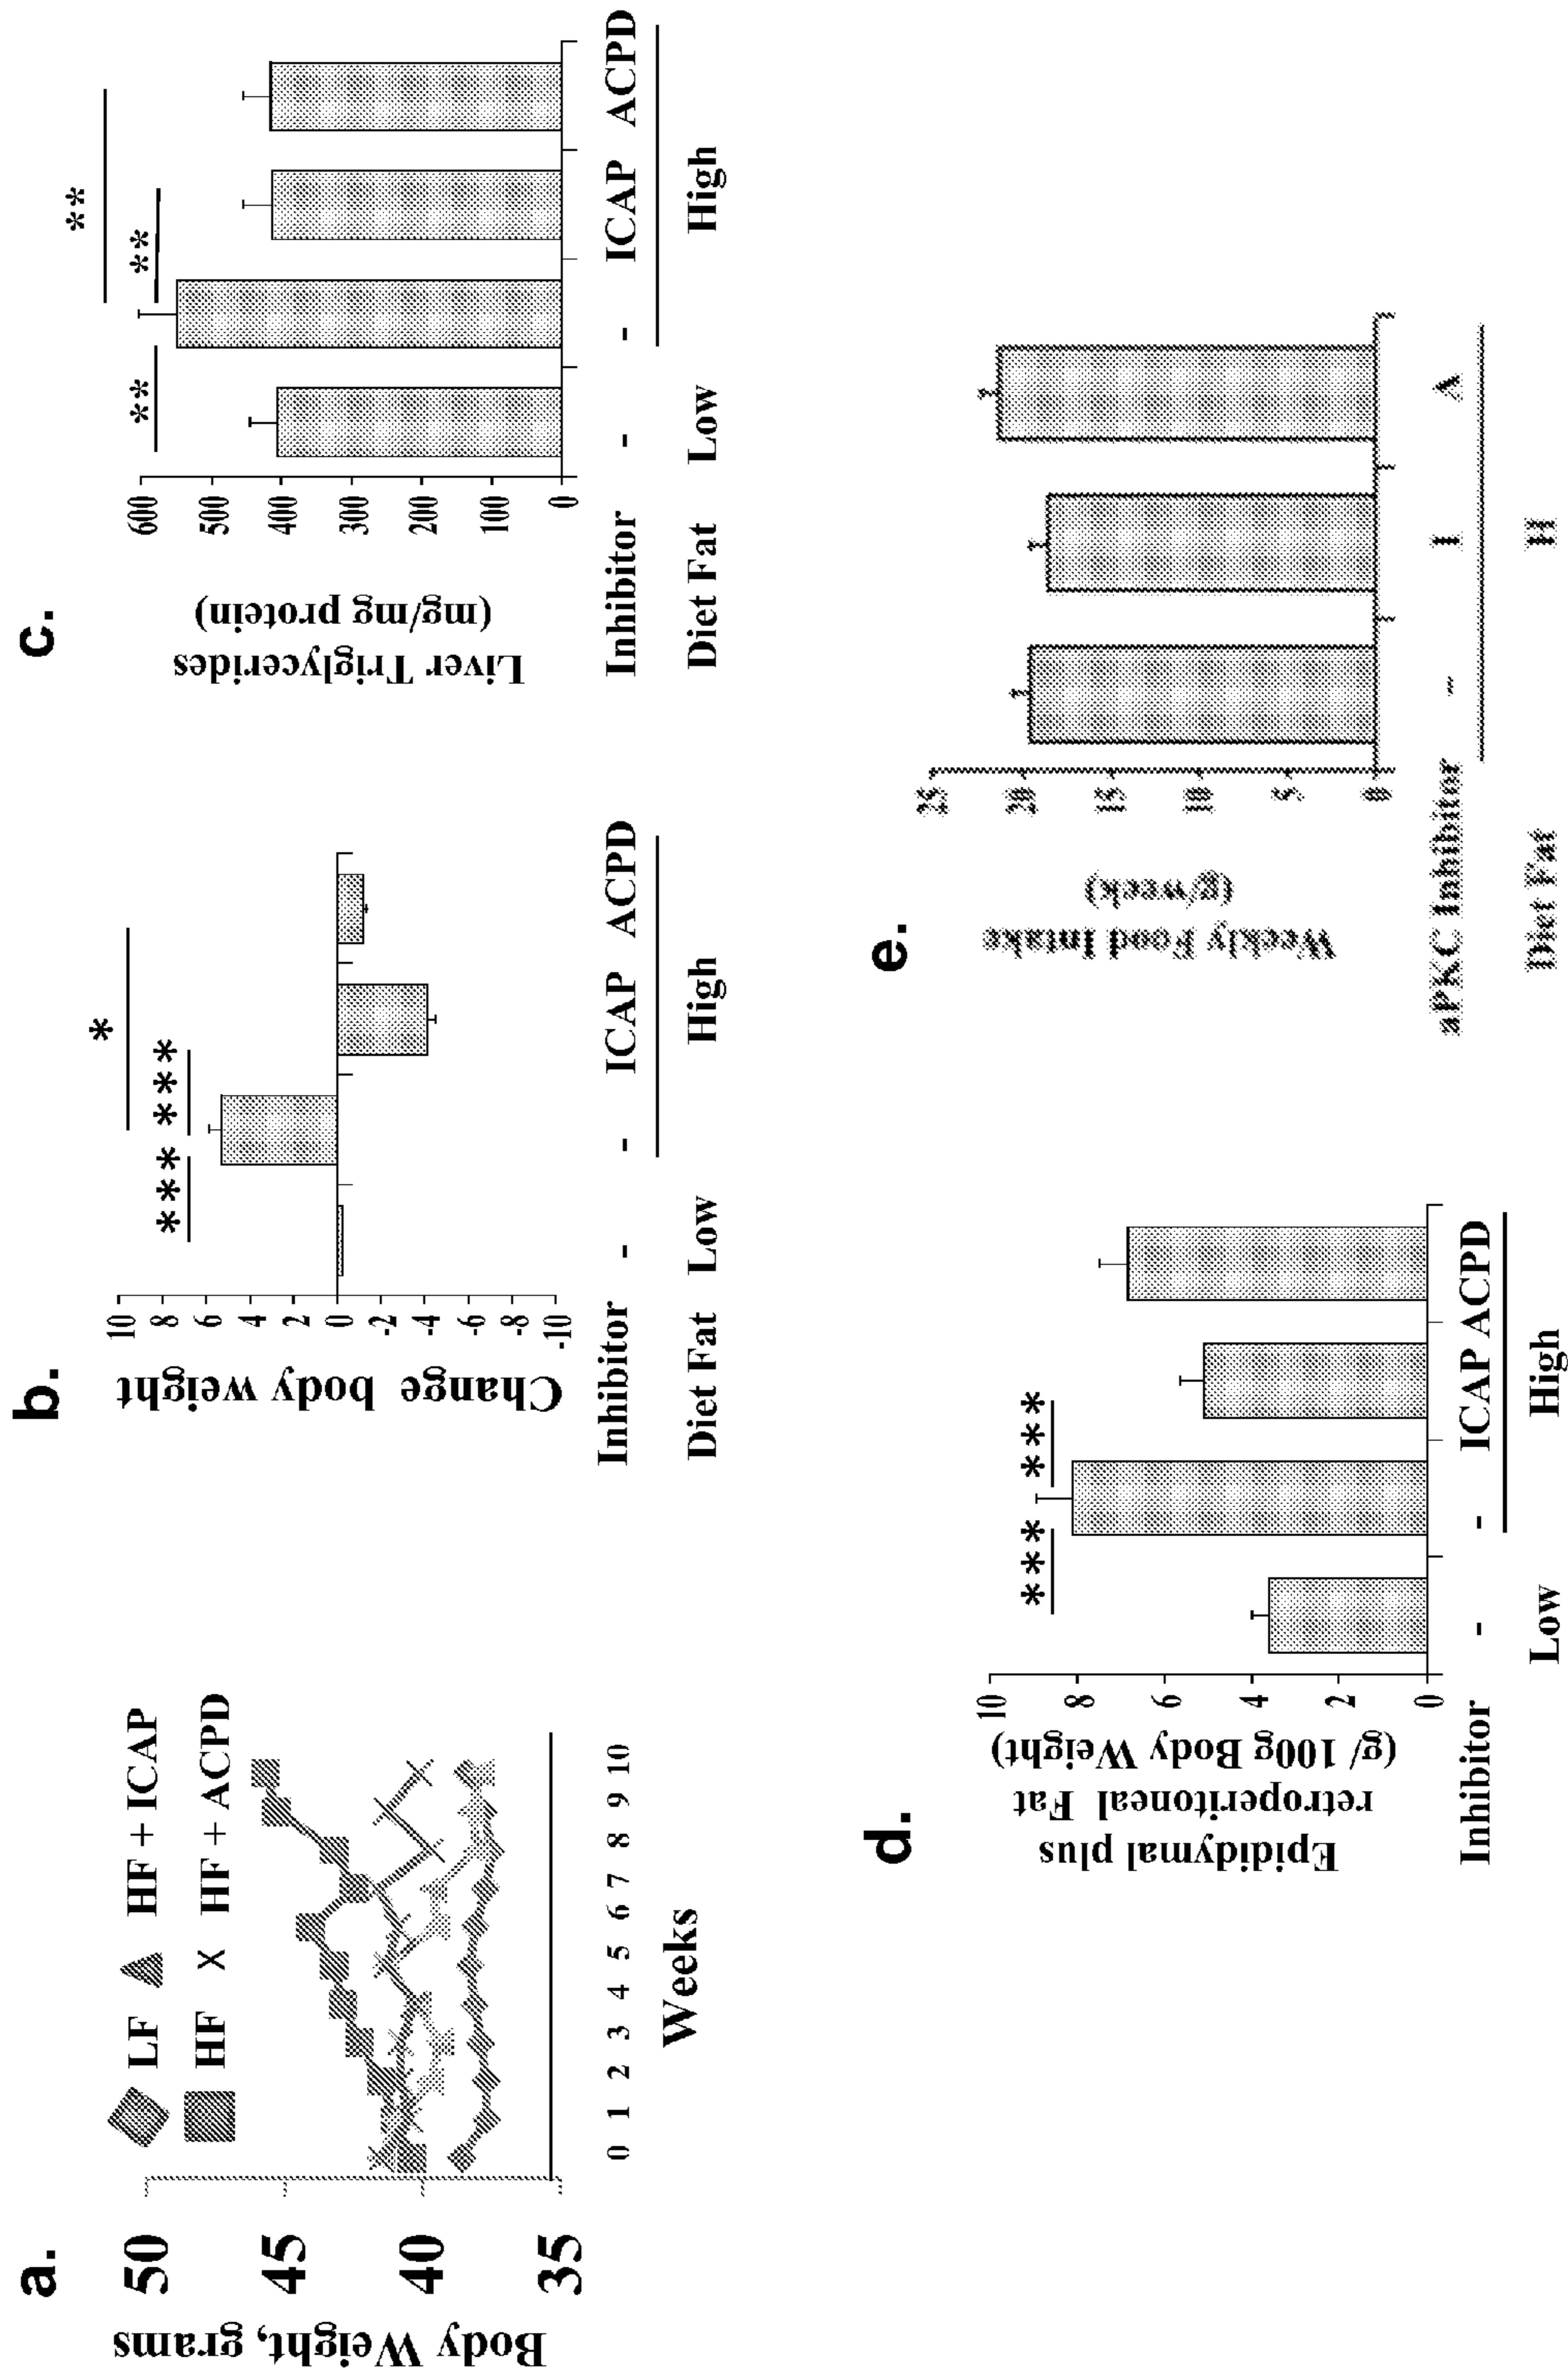 a.
Body Weight, grams
50
45
40
35
LF
HF + ICAP
HF
HF + ACPD
0 1 2 3 4 5 6 7 8 9 10
Weeks
b.
Change body weight
10
8
6
4
2
0
-2
-4
-6
-8
-10
*
*** ***
Inhibitor - - ICAP ACPD
Diet Fat Low High
c.
Liver Triglycerides
(mg/mg protein)
600
500
400
300
200
100
0
**
** **
Inhibitor - - ICAP ACPD
Diet Fat Low High
d.
Epididymal plus
retroperitoneal Fat
(g/ 100g Body Weight)
10
8
6
4
2
0
*** ***
Inhibitor - - ICAP ACPD
Low High
e.
Weekly Food Intake
(g/week)
25
20
15
10
5
0
aPKC Inhibitor - I A
Diet Fat H